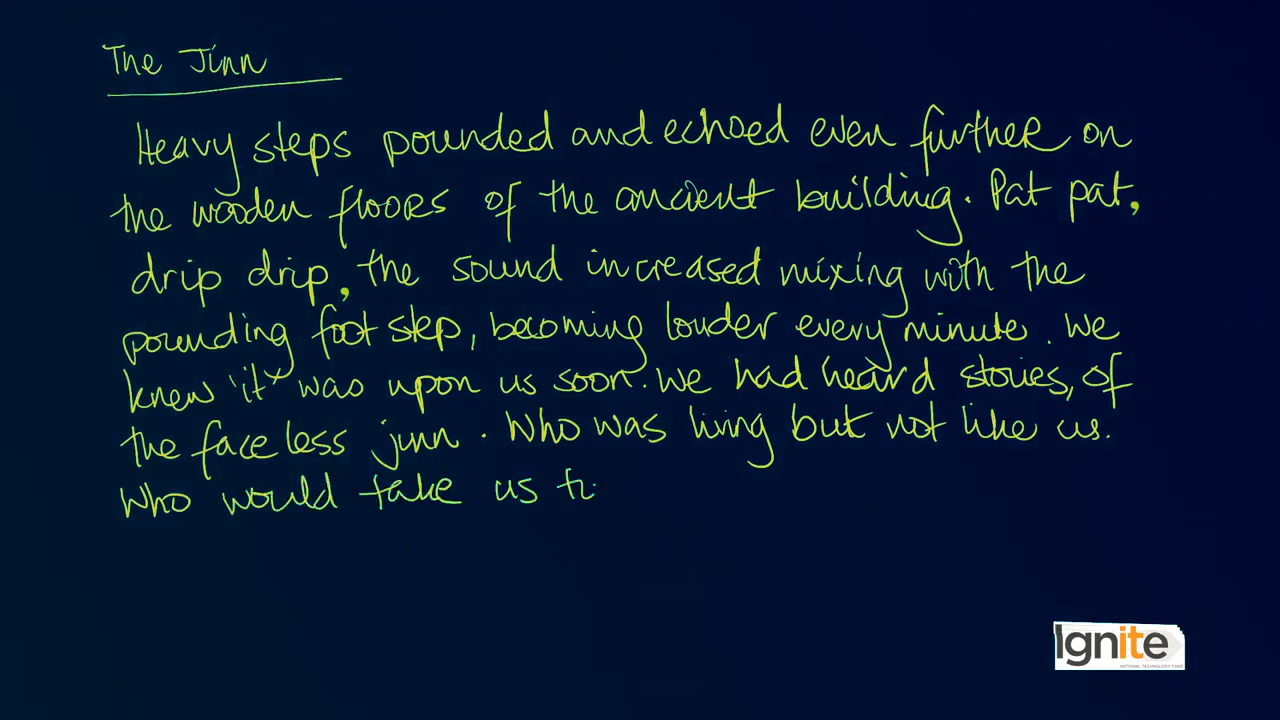 The Jinn
Heavy steps pounded and echoed even further on
the wooden floors of the ancient building. Pat pat,
drip drip, the sound increased mixing with the
pounding foot step, becoming louder every minute. We
knew 'it' was upon us soon. We had heard stories, of
the faceless jinn. Who was living but not like us.
Who would take us
Ignite
NATIONAL TECHNOLOGY FUND